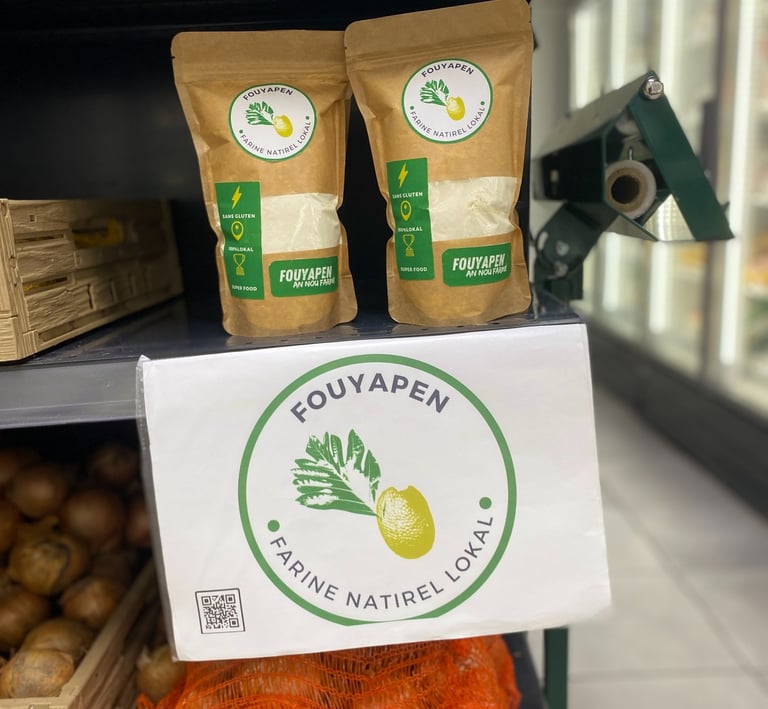 FOUYAPEN
• FARINE NATIREL LOKAL •
SANS GLUTEN
100%LOKAL
SUPER FOOD
FOUYAPEN
AN NOU FARINE
FOUYAPEN
• FARINE NATIREL LOKAL •
SANS GLUTEN
100%LOKAL
SUPER FOOD
FOUYAPEN
AN NOU FARINE
FOUYAPEN
• FARINE NATIREL LOKAL •